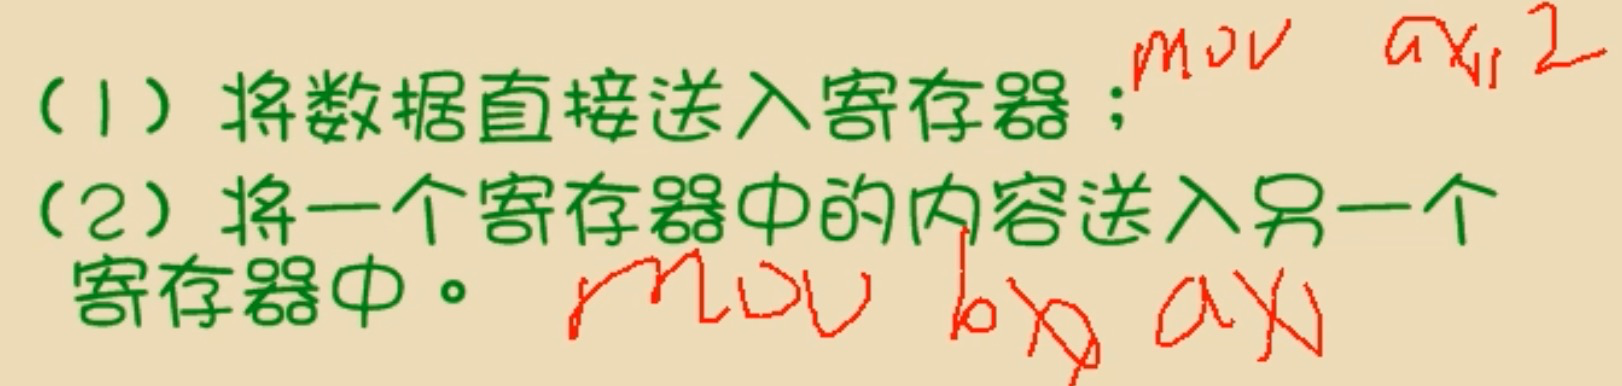 mov ax, 2
(1) 将数据直接送入寄存器；
(2) 将一个寄存器中的内容送入另一个
寄存器中。 mov bx, ax